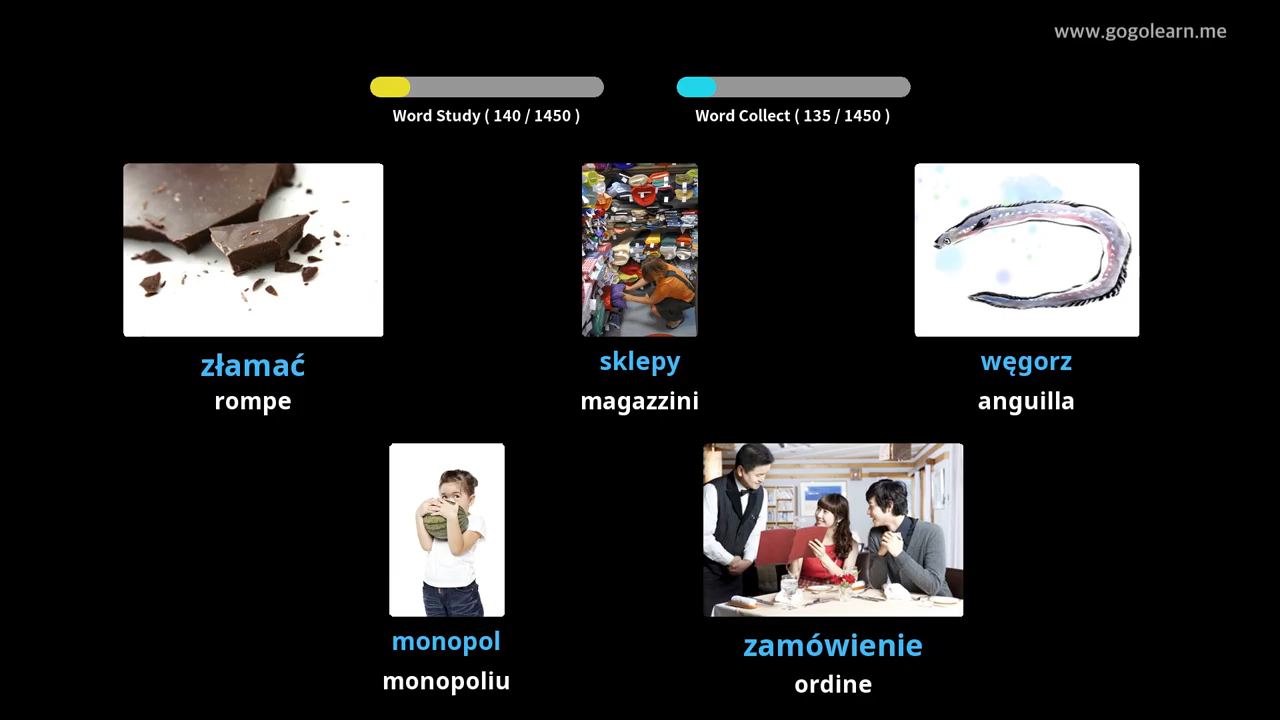 www.gogolearn.me
Word Study ( 140 / 1450 )
Word Collect ( 135 / 1450 )
złamać
rompe
sklepy
magazzini
węgorz
anguilla
monopol
monopoliu
zamówienie
ordine